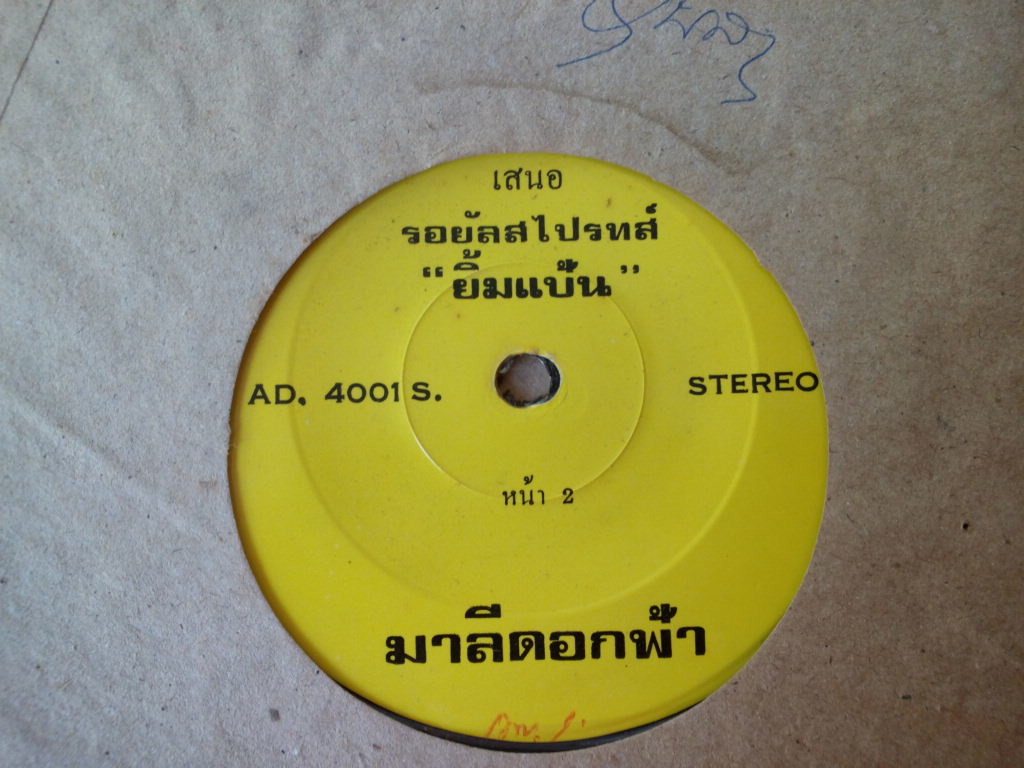 เสนอ
รอยัลสไปรทส์
“ยิ้มแป้น”
AD. 4001 S. STEREO
หน้า 2
มาลีดอกฟ้า